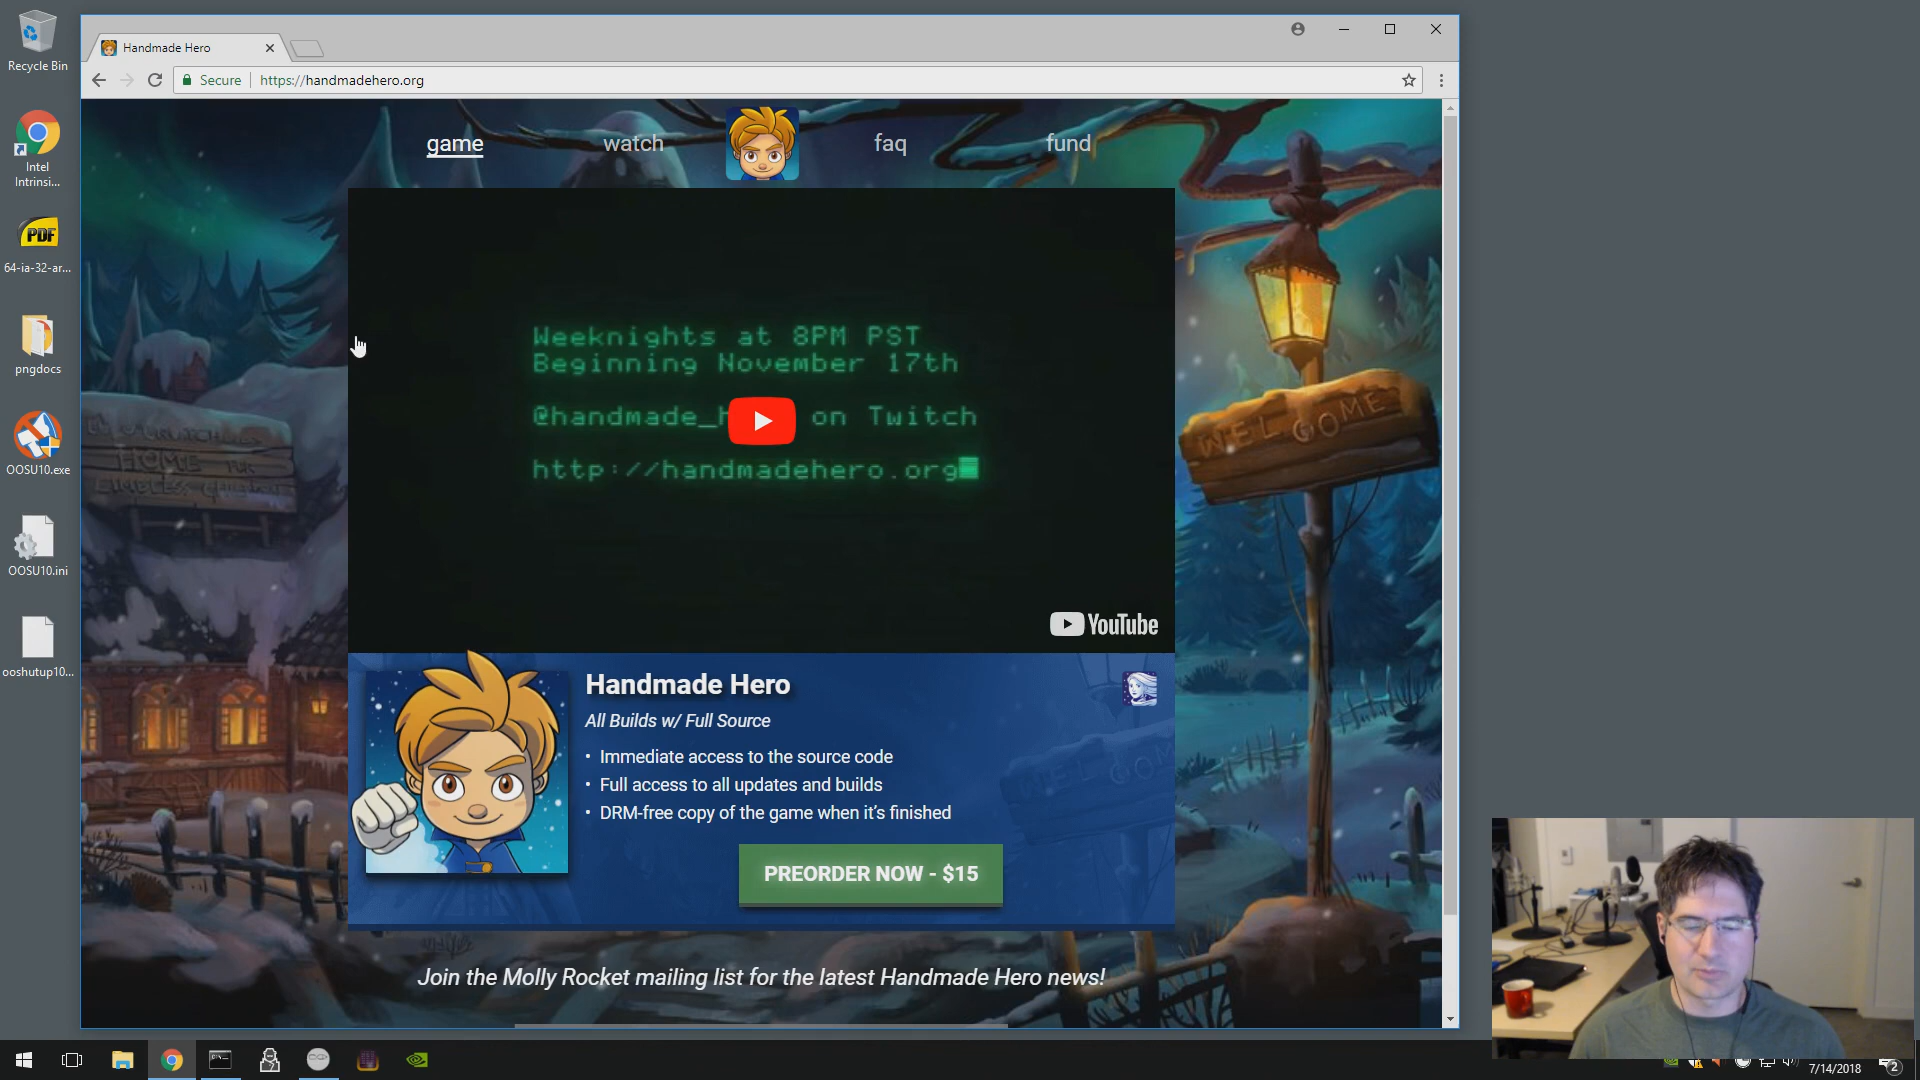 Recycle Bin
Intel
Intrinsi...
PDF
64-ia-32-ar...
pngdocs
OOSU10.exe
OOSU10.ini
ooshutup10...
Handmade Hero
Secure
https://handmadehero.org
game
watch
faq
fund
Weeknights at 8PM PST
Beginning November 17th
@handmade_h on Twitch
http://handmadehero.org
YouTube
WELCOME
HOME FOR
Handmade Hero
All Builds w/ Full Source
• Immediate access to the source code
• Full access to all updates and builds
• DRM-free copy of the game when it's finished
PREORDER NOW - $15
Join the Molly Rocket mailing list for the latest Handmade Hero news!
7/14/2018
2